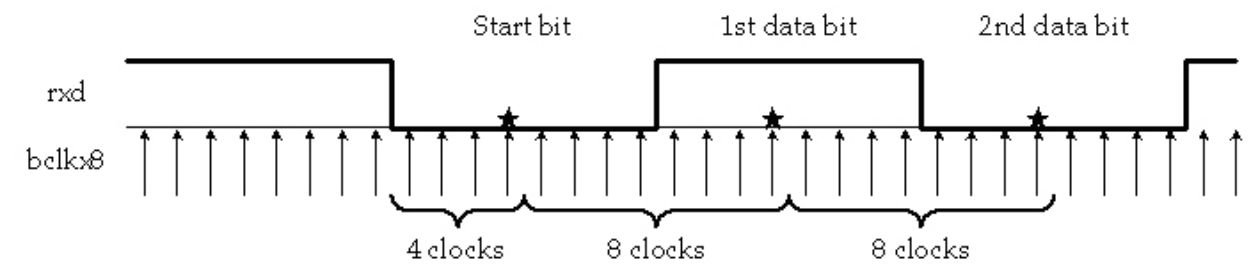 Start bit 1st data bit 2nd data bit
rxd
bclkx8
4 clocks 8 clocks 8 clocks